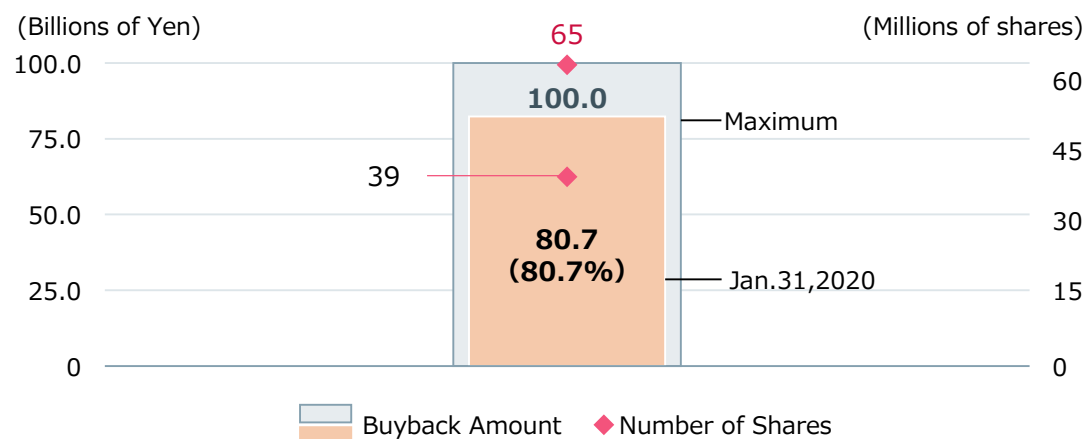 (Billions of Yen)
(Millions of shares)
65
100.0
60
100.0
Maximum
75.0
45
39
50.0
30
80.7
(80.7%)
Jan.31,2020
25.0
15
0
0
Buyback Amount
Number of Shares